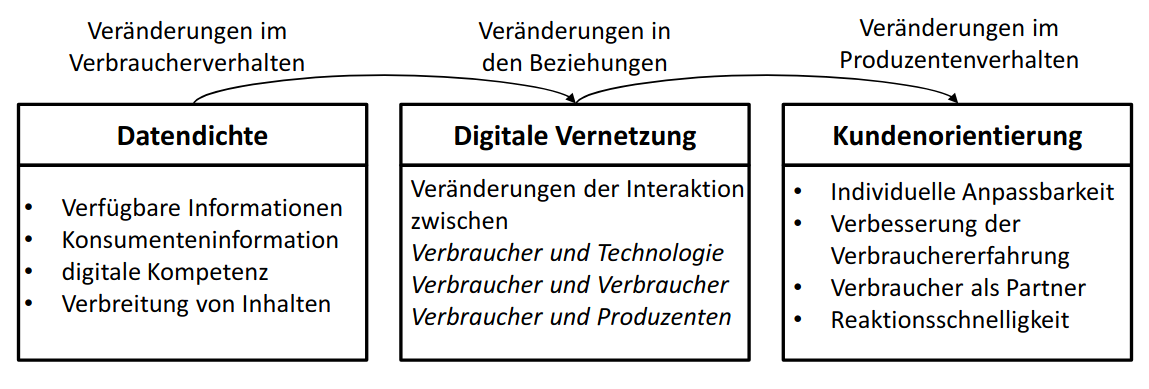 Veränderungen im
Verbraucherverhalten
Veränderungen in
den Beziehungen
Veränderungen im
Produzentenverhalten
Datendichte
• Verfügbare Informationen
• Konsumenteninformation
• digitale Kompetenz
• Verbreitung von Inhalten
Digitale Vernetzung
Veränderungen der Interaktion
zwischen
Verbraucher und Technologie
Verbraucher und Verbraucher
Verbraucher und Produzenten
Kundenorientierung
• Individuelle Anpassbarkeit
• Verbesserung der
Verbrauchererfahrung
• Verbraucher als Partner
• Reaktionsschnelligkeit